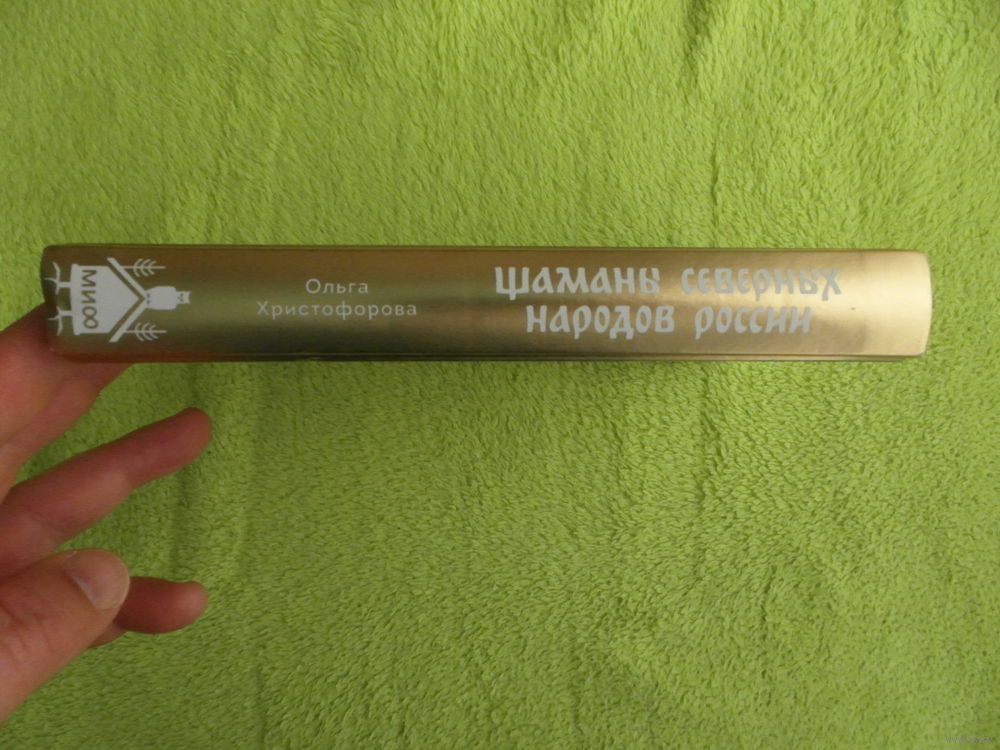 МИФ
Ольга
Христофорова
Шаманы северных
народов россии